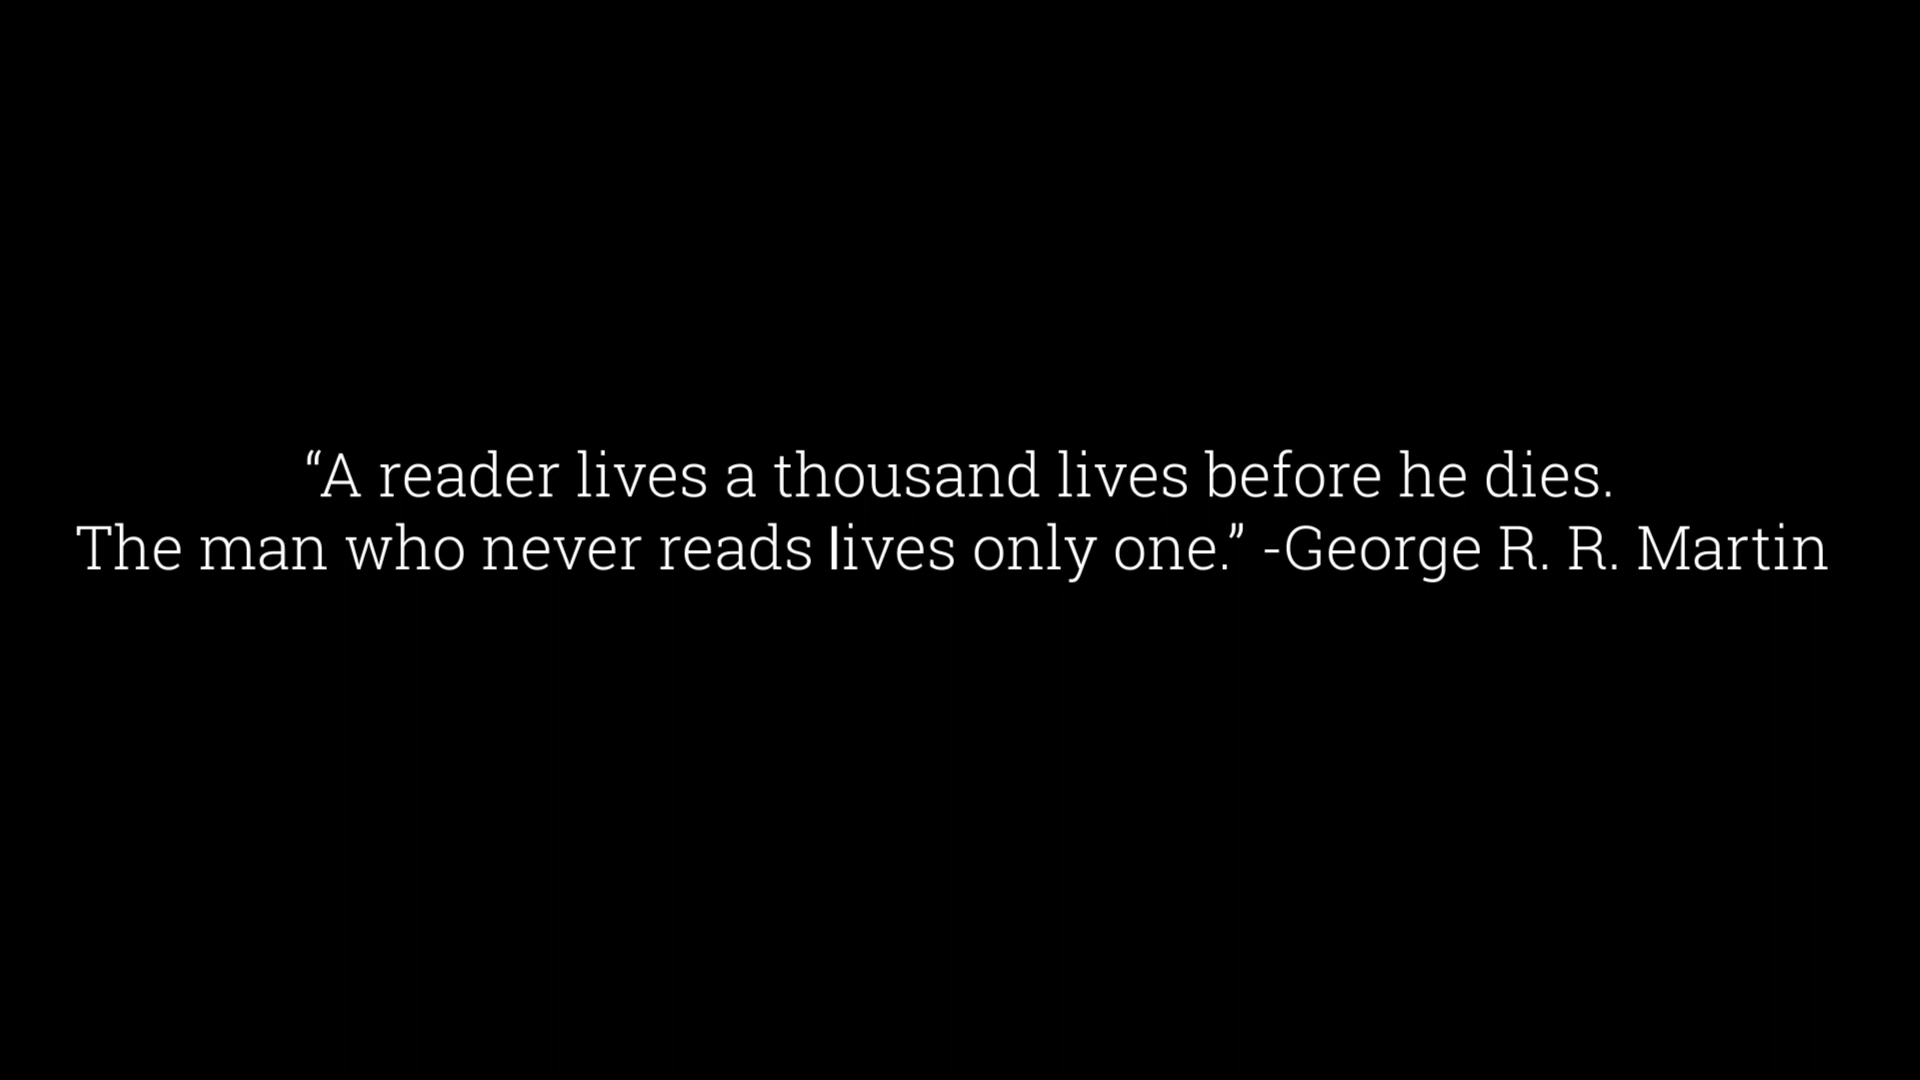 “A reader lives a thousand lives before he dies.
The man who never reads lives only one.” -George R. R. Martin